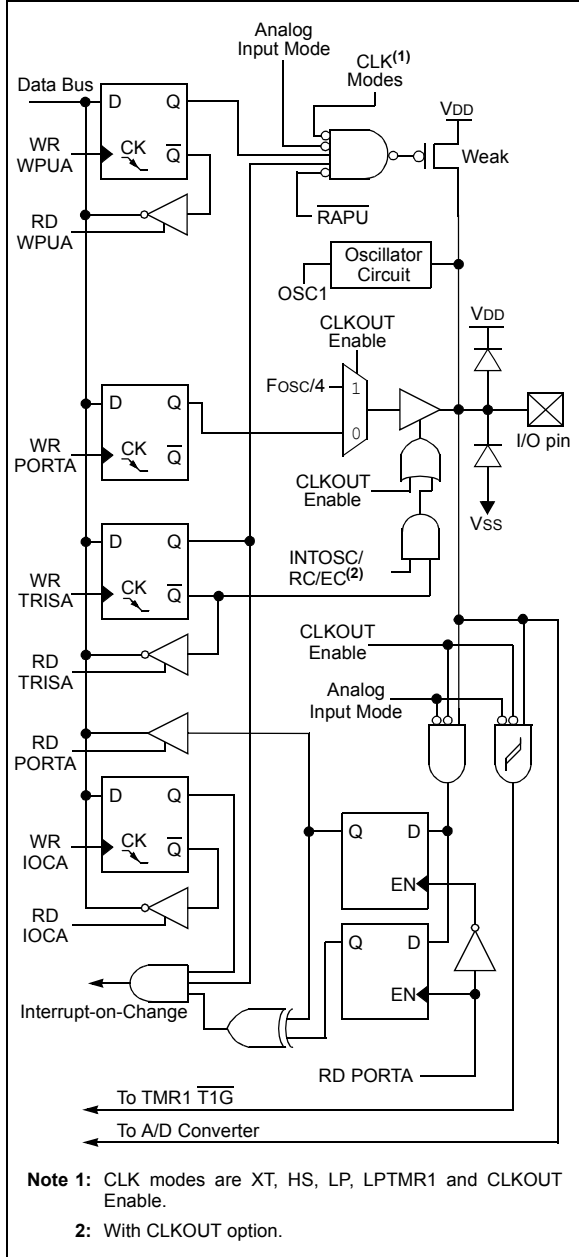 Analog
Input Mode
CLK(1)
Modes
Data Bus
D Q
VDD
WR
WPUA
CK Q
Weak
RD
WPUA
RAPU
Oscillator
Circuit
OSC1
CLKOUT
Enable
VDD
FOSC/4
1
D Q
0
I/O pin
WR
PORTA
CK Q
CLKOUT
Enable
VSS
D Q
INTOSC/
RC/EC(2)
WR
TRISA
CK Q
CLKOUT
Enable
RD
TRISA
Analog
Input Mode
RD
PORTA
D Q
Q D
WR
IOCA
CK Q
EN
RD
IOCA
Q D
Interrupt-on-Change
EN
RD PORTA
To TMR1 T1G
To A/D Converter
Note 1: CLK modes are XT, HS, LP, LPTMR1 and CLKOUT
Enable.
2: With CLKOUT option.